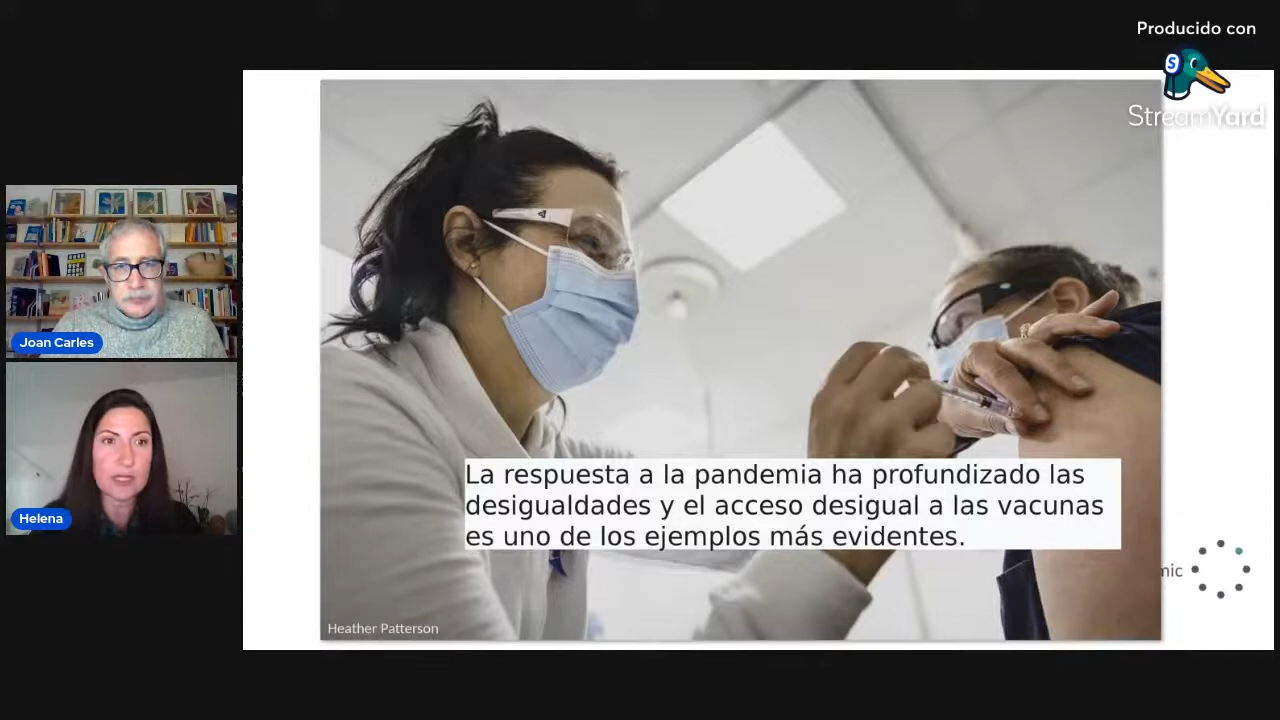 Producido con
StreamYard
Joan Carles
Helena
La respuesta a la pandemia ha profundizado las
desigualdades y el acceso desigual a las vacunas
es uno de los ejemplos más evidentes.
Heather Patterson